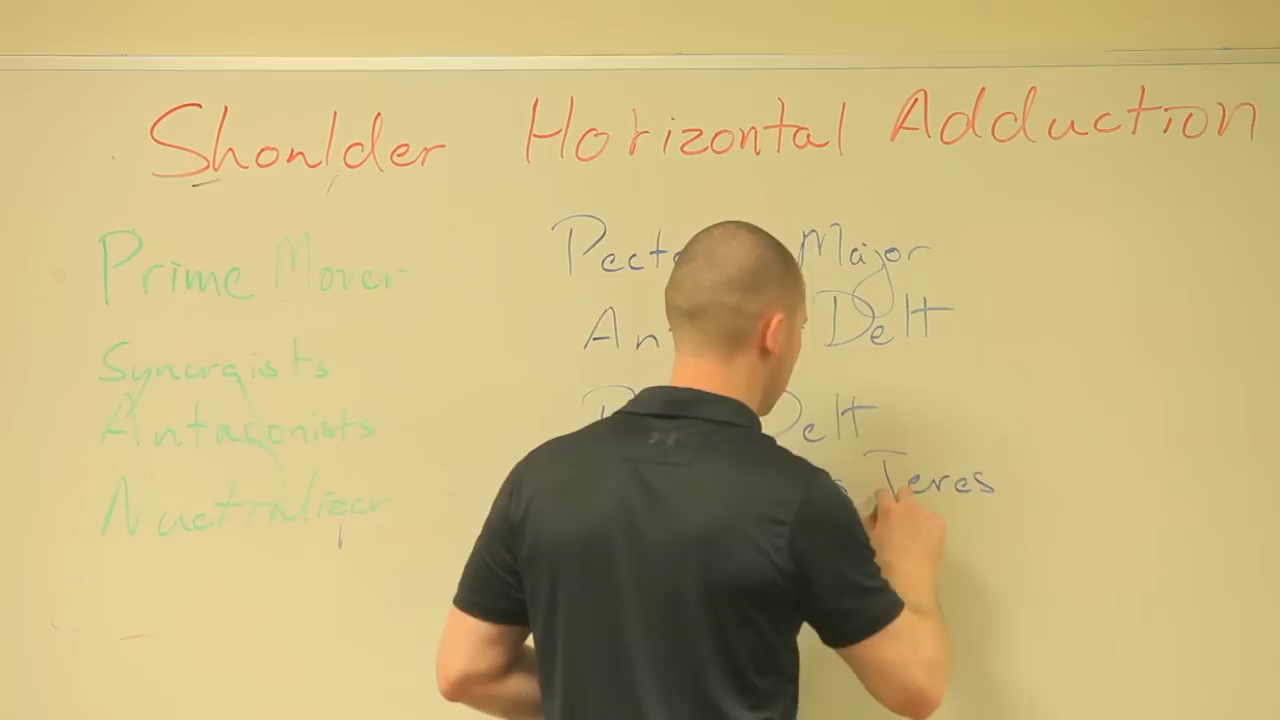 Shoulder Horizontal Adduction
Prime Mover Major
Delt
Synergists
Antagonists Delt
Nuetralizer Teres